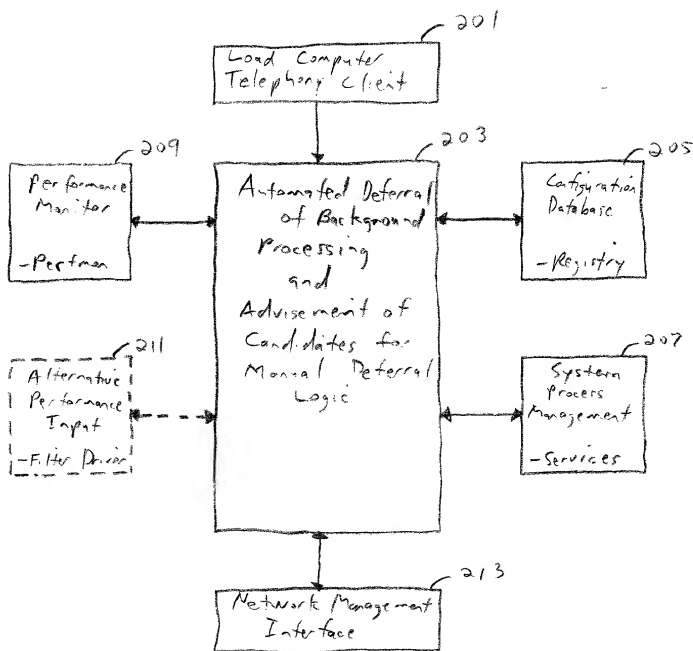 201
Load Computer
Telephony Client
203
Automated Deferral
of Background
Processing
and
Advisement of
Candidates for
Manual Deferral
Logic
209
Performance
Monitor
-Perfmon
205
Configuration
Database
-Registry
211
Alternative
Performance
Input
-Filter Driver
207
System
Process
Management
-Services
213
Network Management
Interface